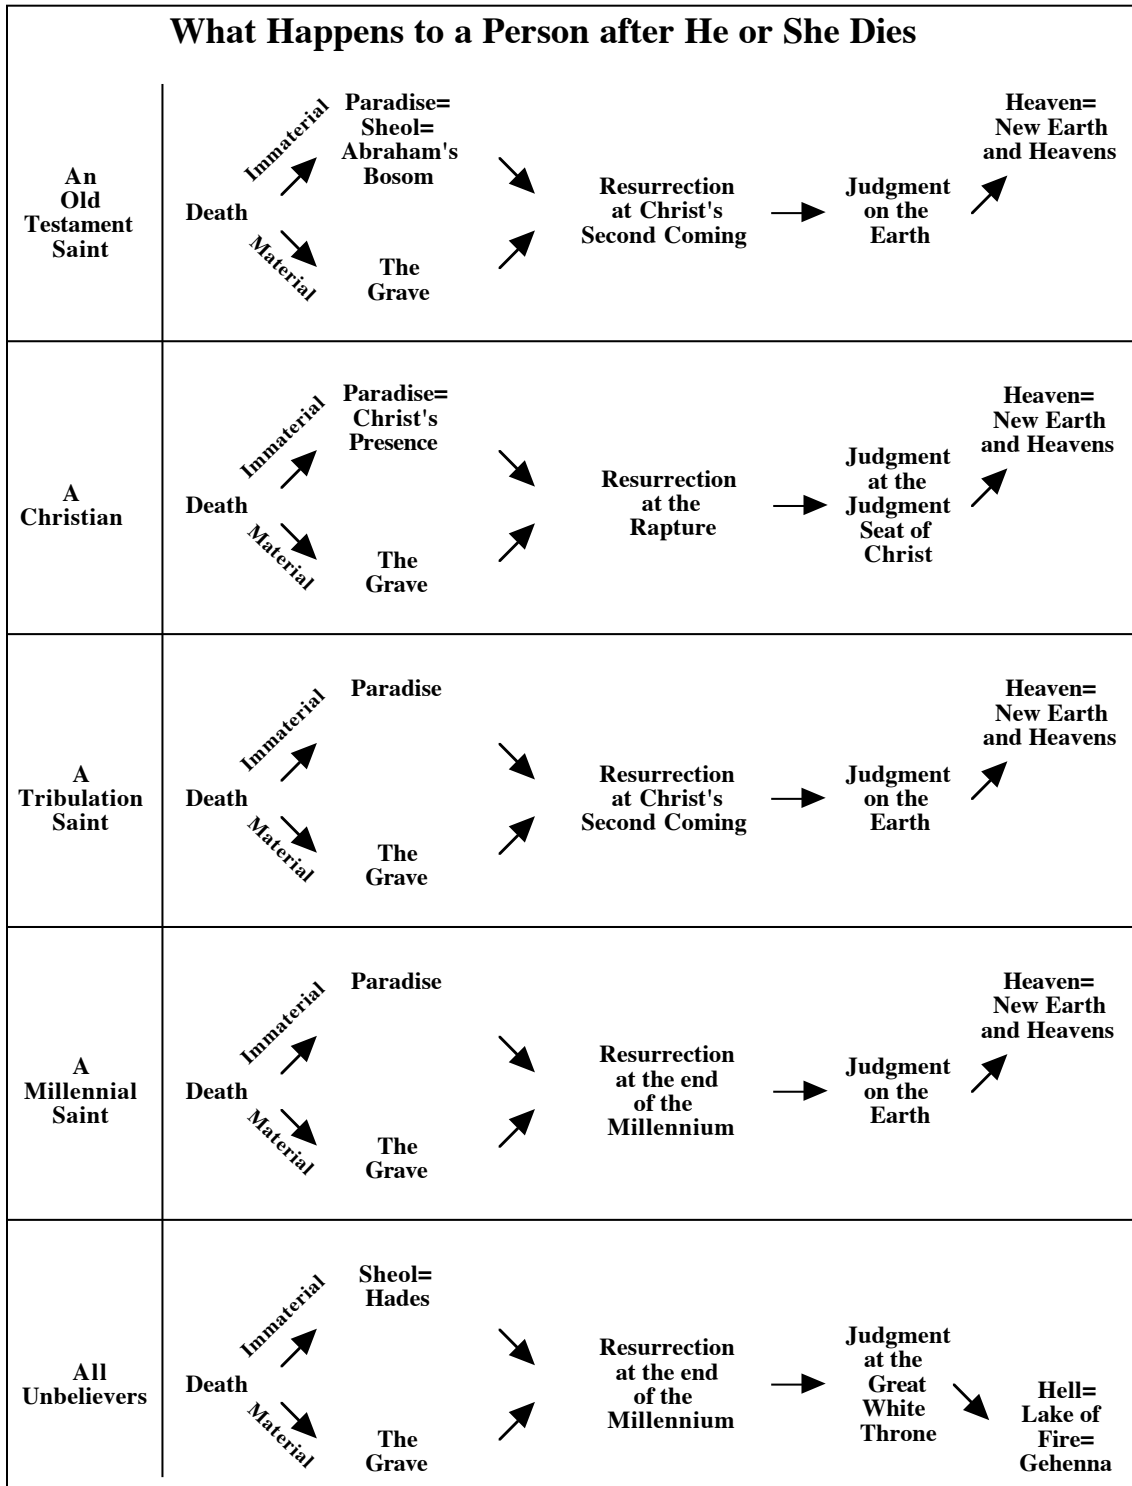 What Happens to a Person after He or She Dies
An
Old
Testament
Saint
Death
Immaterial
Material
Paradise=
Sheol=
Abraham's
Bosom
The
Grave
Resurrection
at Christ's
Second Coming
Judgment
on the
Earth
Heaven=
New Earth
and Heavens
A
Christian
Death
Immaterial
Material
Paradise=
Christ's
Presence
The
Grave
Resurrection
at the
Rapture
Judgment
at the
Judgment
Seat of
Christ
Heaven=
New Earth
and Heavens
A
Tribulation
Saint
Death
Immaterial
Material
Paradise
The
Grave
Resurrection
at Christ's
Second Coming
Judgment
on the
Earth
Heaven=
New Earth
and Heavens
A
Millennial
Saint
Death
Immaterial
Material
Paradise
The
Grave
Resurrection
at the end
of the
Millennium
Judgment
on the
Earth
Heaven=
New Earth
and Heavens
All
Unbelievers
Death
Immaterial
Material
Sheol=
Hades
The
Grave
Resurrection
at the end
of the
Millennium
Judgment
at the
Great
White
Throne
Hell=
Lake of
Fire=
Gehenna